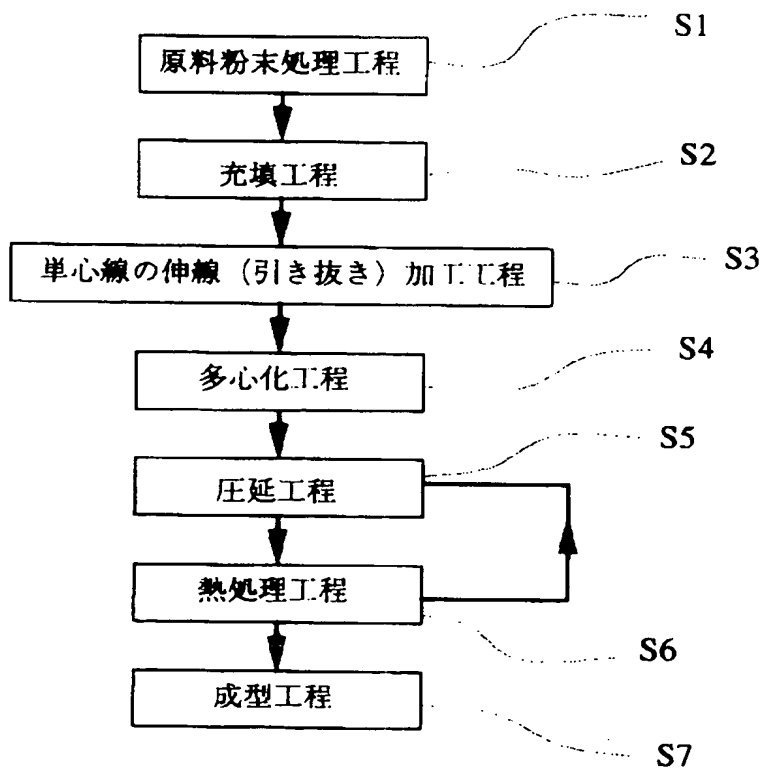 原料粉末処理工程
S1
充填工程
S2
単心線の伸線（引き抜き）加工工程
S3
多心化工程
S4
圧延工程
S5
熱処理工程
S6
成型工程
S7